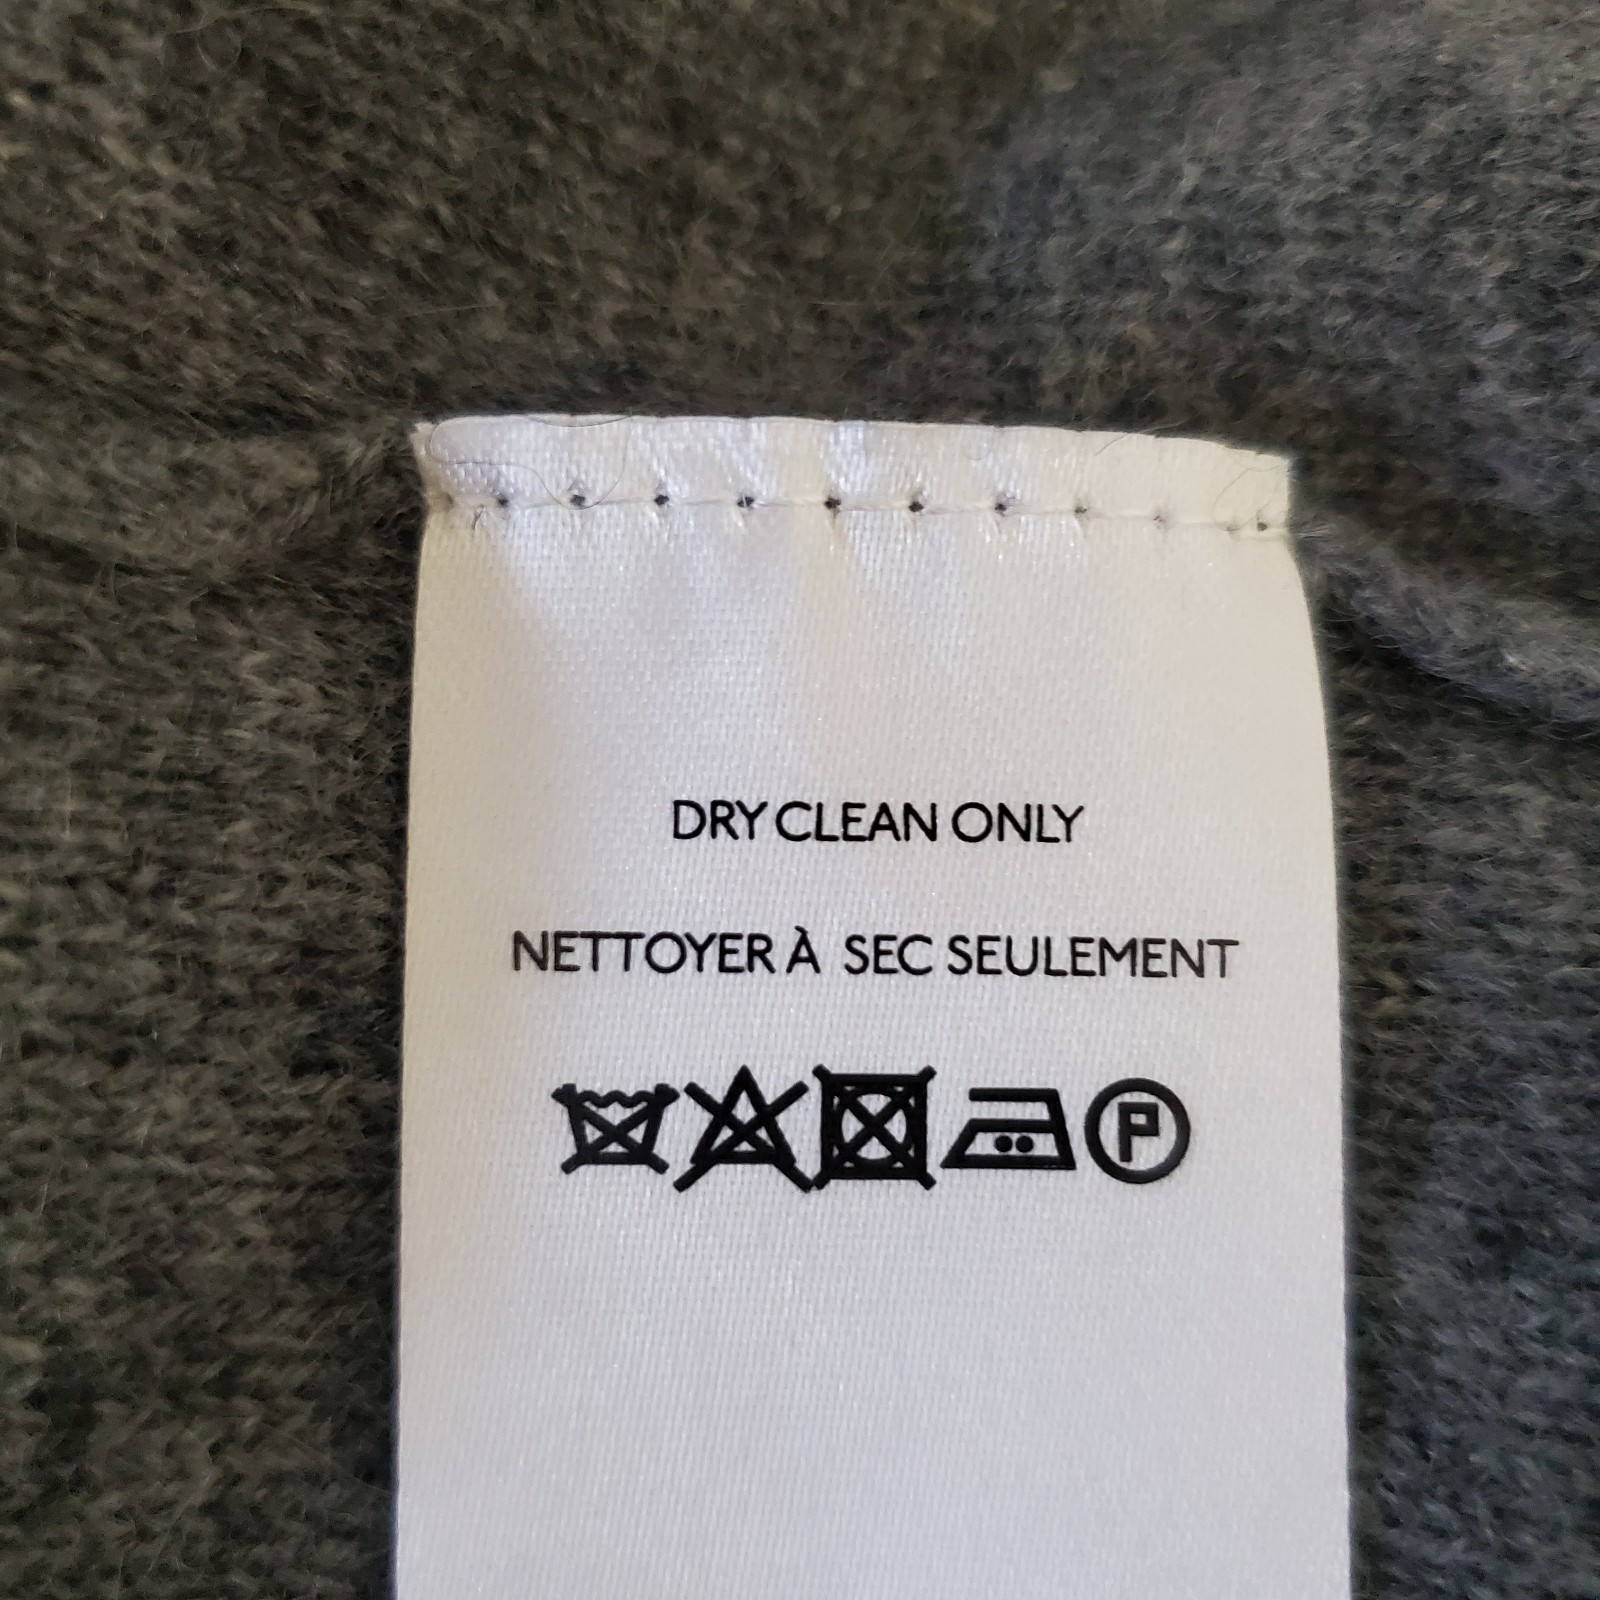 DRY CLEAN ONLY
NETTOYER À SEC SEULEMENT
P